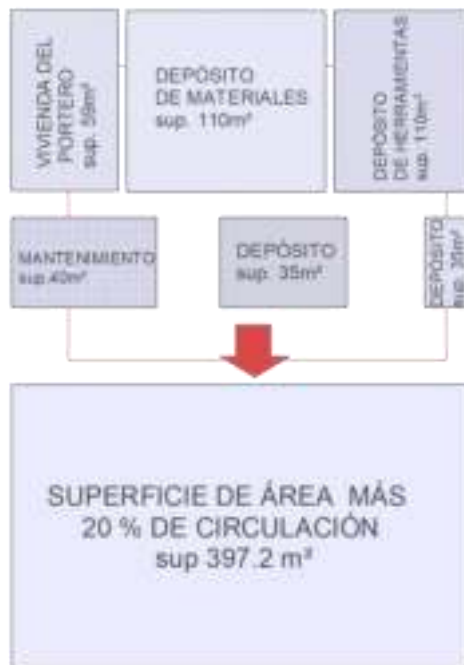 VIVIENDA DEL
PORTERO
sup. 59m²
DEPÓSITO
DE MATERIALES
sup. 110m²
DEPÓSITO
DE HERRAMIENTAS
sup. 110m²
MANTENIMIENTO
sup.40m²
DEPÓSITO
sup. 35m²
DEPÓSITO
sup.
SUPERFICIE DE ÁREA MÁS
20 % DE CIRCULACIÓN
sup 397.2 m²